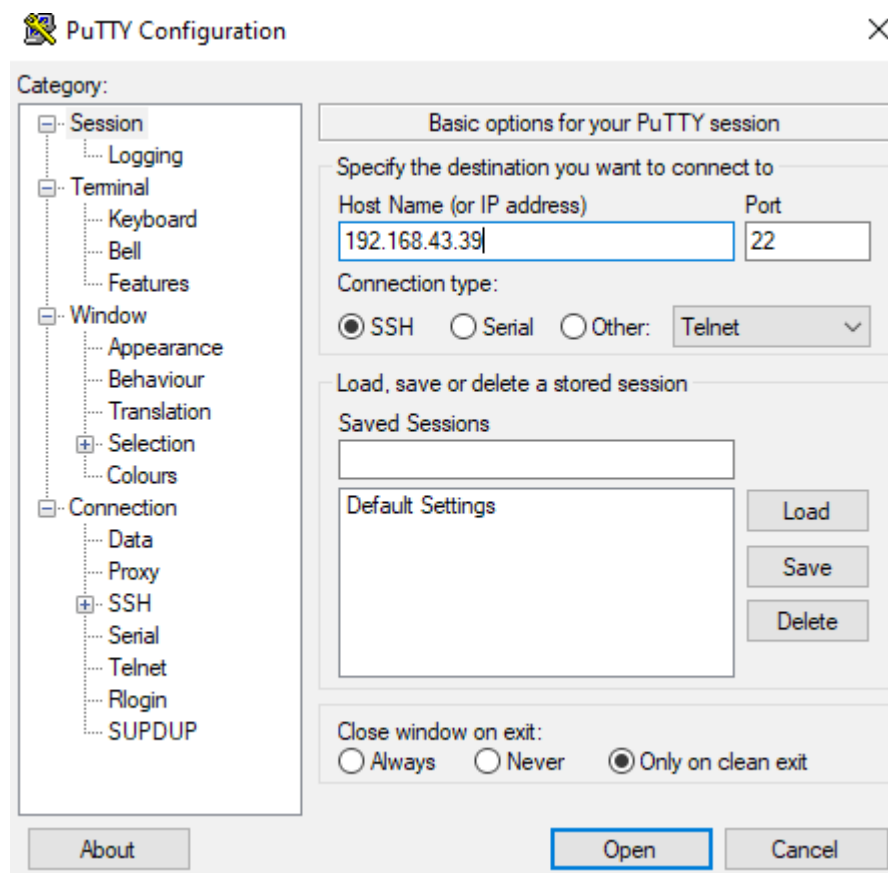 PuTTY Configuration
Category:
Session
Logging
Terminal
Keyboard
Bell
Features
Window
Appearance
Behaviour
Translation
Selection
Colours
Connection
Data
Proxy
SSH
Serial
Telnet
Rlogin
SUPDUP
Basic options for your PuTTY session
Specify the destination you want to connect to
Host Name (or IP address) Port
192.168.43.39 22
Connection type:
SSH Serial Other: Telnet
Load, save or delete a stored session
Saved Sessions
Default Settings
Load
Save
Delete
Close window on exit:
Always Never Only on clean exit
About Open Cancel